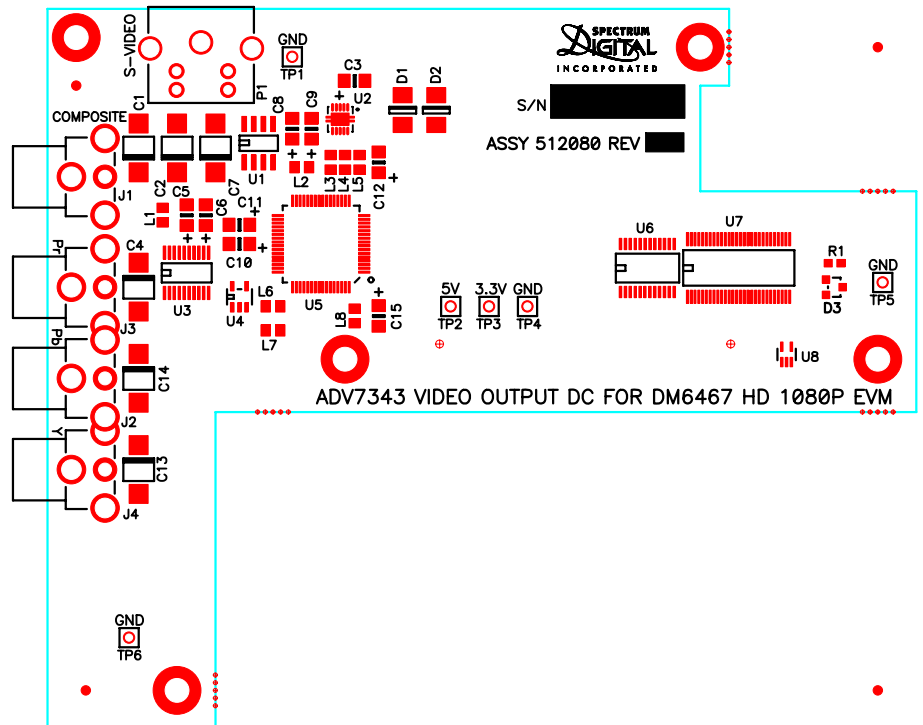 S-VIDEO
GND
TP1
P1
C3
U2
D1
D2
SPECTRUM
DIGITAL
INCORPORATED
S/N
ASSY 512080 REV
COMPOSITE
C1
C8
C9
J1
C2
C5
C7
U1
L2
L3
L4
L5
C12
L1
C6
C11
C10
Pr
C4
J3
U3
U4
L6
L7
U5
L8
C15
5V
TP2
3.3V
TP3
GND
TP4
U6
U7
R1
D3
GND
TP5
U8
Pb
J2
C14
ADV7343 VIDEO OUTPUT DC FOR DM6467 HD 1080P EVM
Y
J4
C13
GND
TP6